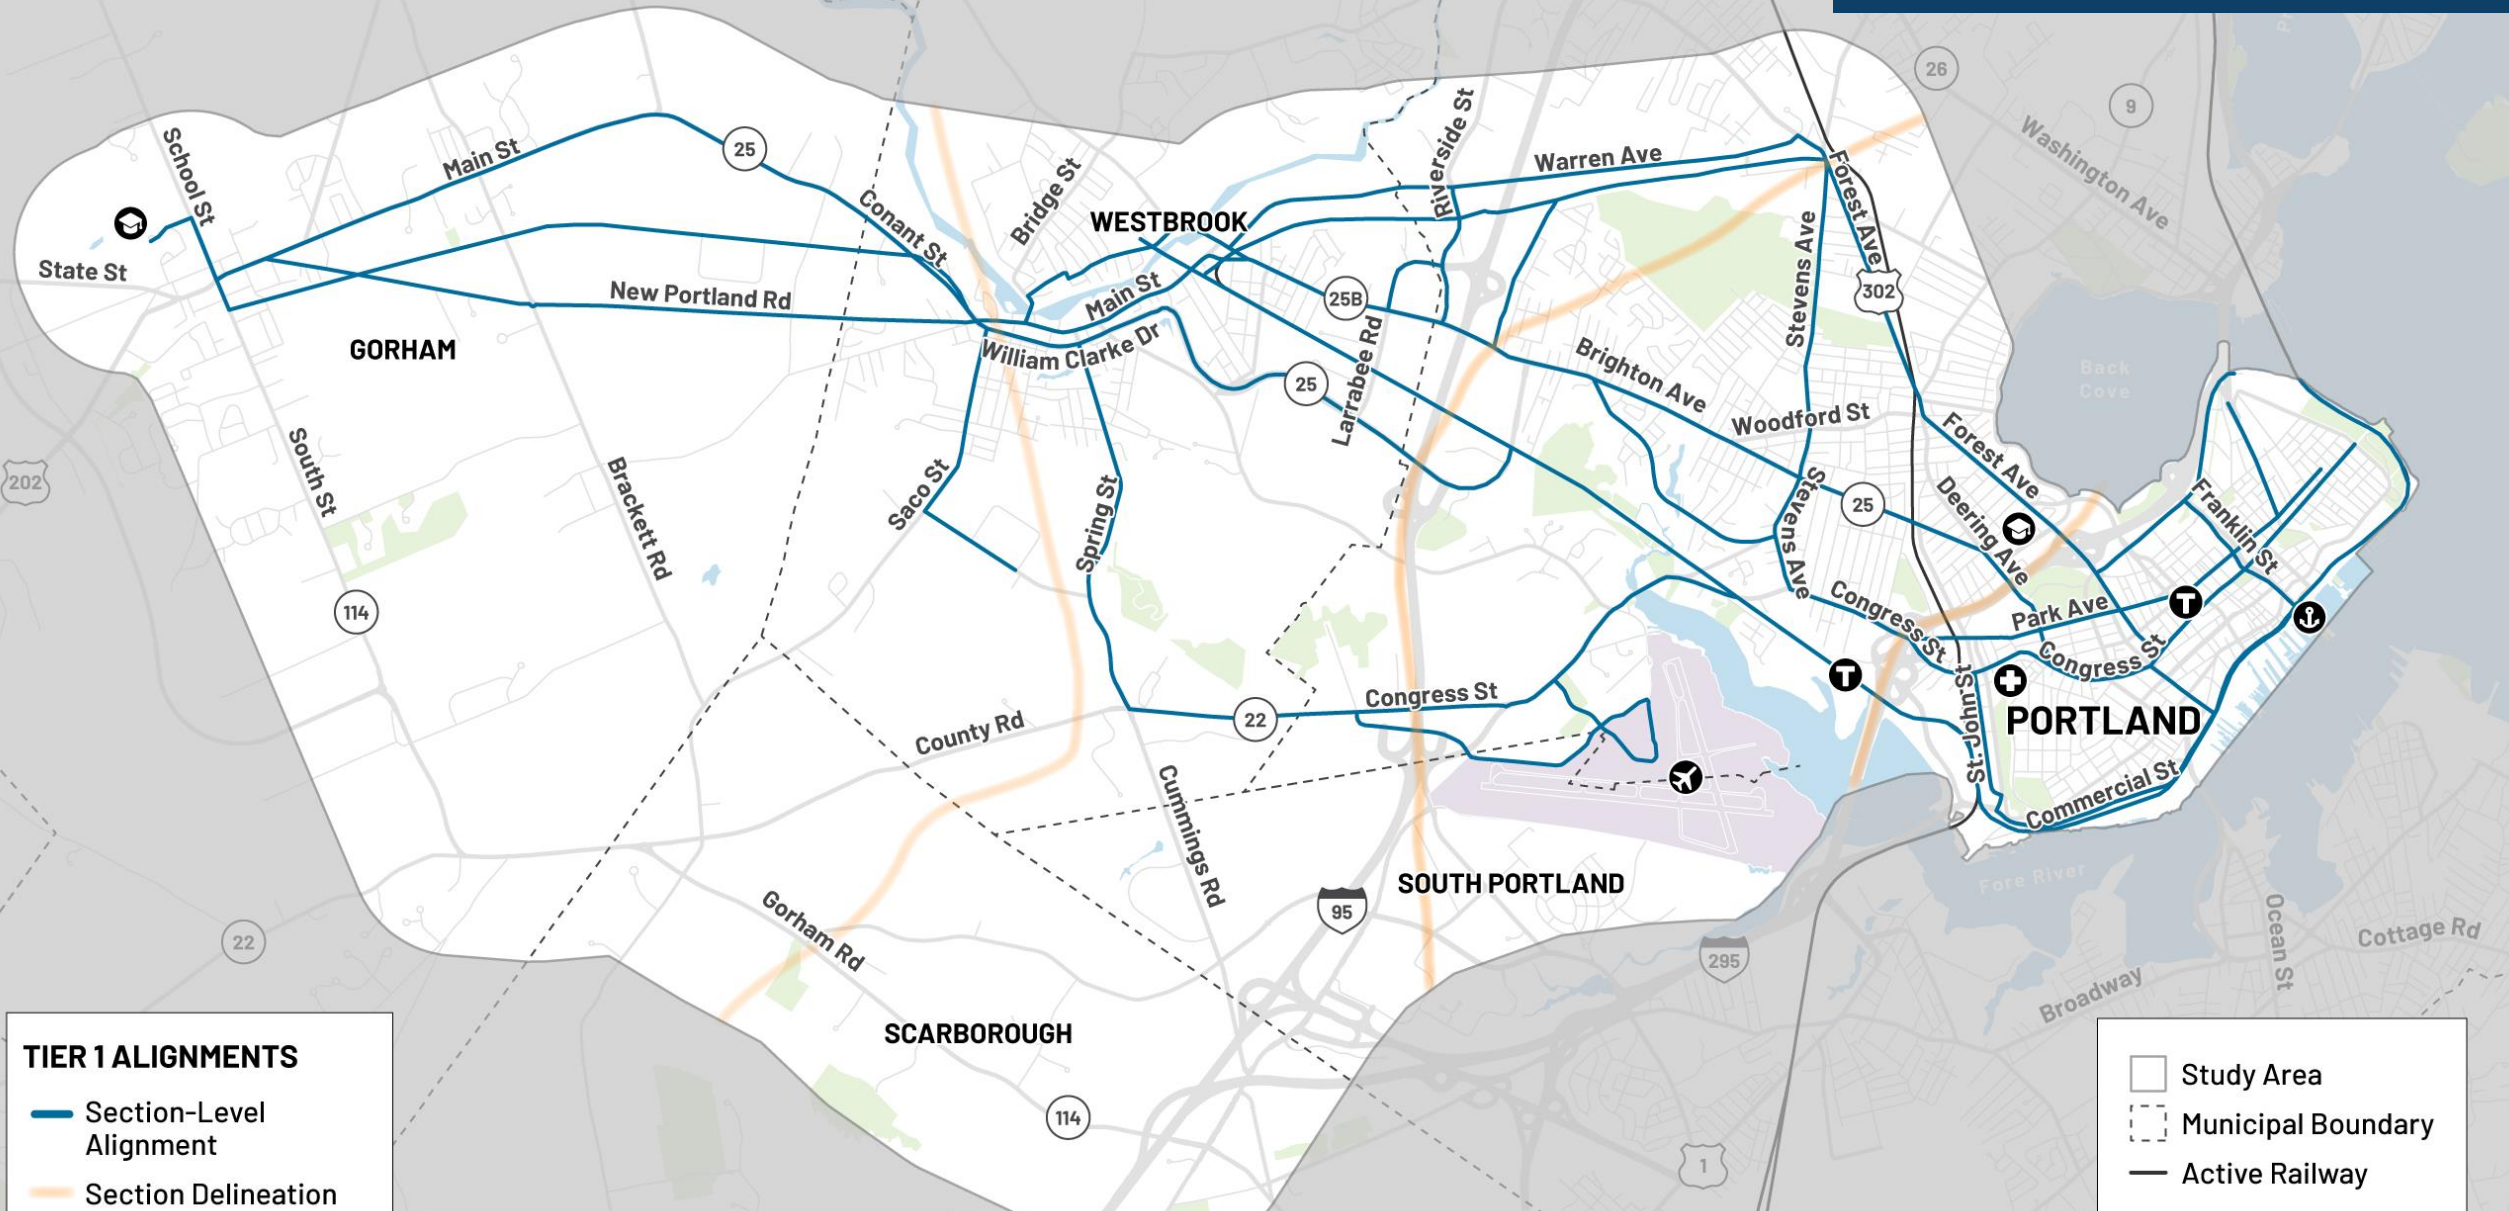 26
9
Washington Ave
School St
Main St
25
Conant St
Bridge St
WESTBROOK
Riverside St
Warren Ave
Forest Ave
302
Stevens Ave
State St
New Portland Rd
Main St
William Clarke Dr
25B
25
Larrabee Rd
Brighton Ave
Woodford St
Back
Cove
GORHAM
202
South St
Brackett Rd
Saco St
Spring St
Stevens Ave
25
Forest Ave
Deering Ave
Franklin St
114
Congress St
Park Ave
T
Congress St
22
Congress St
T
St. John St
PORTLAND
County Rd
Cummings Rd
Commercial St
SOUTH PORTLAND
95
Fore River
Gorham Rd
22
295
Ocean St
Cottage Rd
Broadway
SCARBOROUGH
114
1
TIER 1 ALIGNMENTS
Section-Level
Alignment
Section Delineation
Study Area
Municipal Boundary
Active Railway